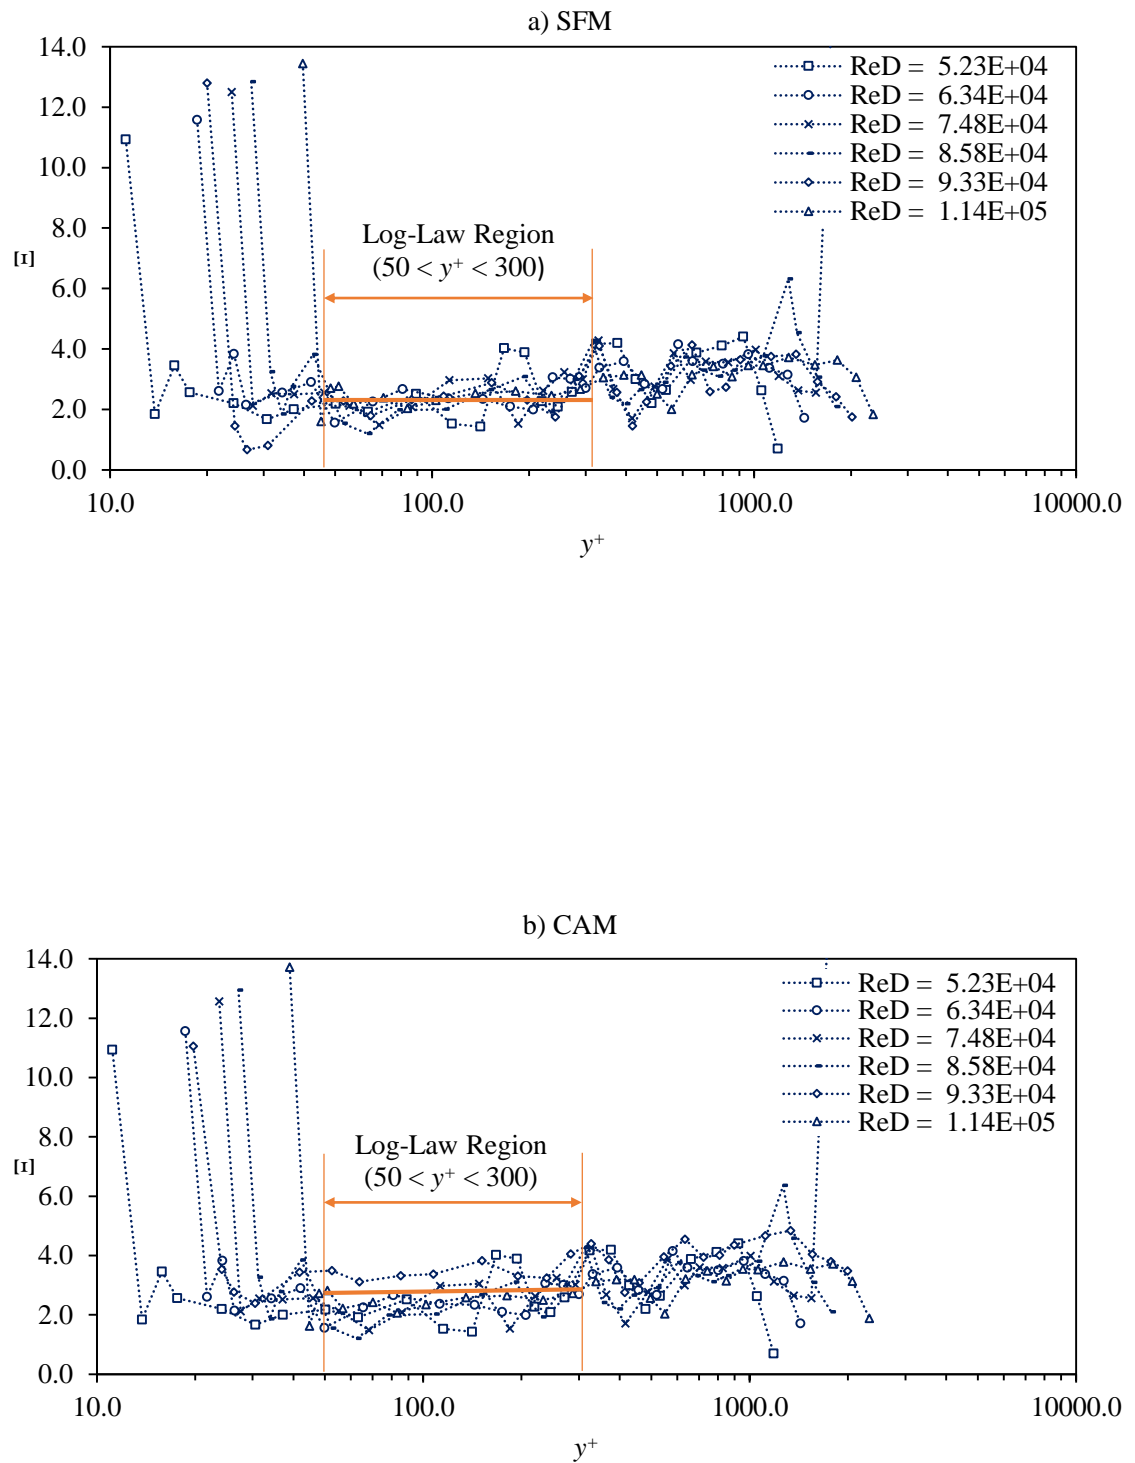 a) SFM
14.0
12.0
10.0
8.0
6.0
4.0
2.0
0.0
Ξ
ReD = 5.23E+04
ReD = 6.34E+04
ReD = 7.48E+04
ReD = 8.58E+04
ReD = 9.33E+04
ReD = 1.14E+05
Log-Law Region
(50 < y+ < 300)
10.0 100.0 1000.0 10000.0
y+
b) CAM
14.0
12.0
10.0
8.0
6.0
4.0
2.0
0.0
Ξ
ReD = 5.23E+04
ReD = 6.34E+04
ReD = 7.48E+04
ReD = 8.58E+04
ReD = 9.33E+04
ReD = 1.14E+05
Log-Law Region
(50 < y+ < 300)
10.0 100.0 1000.0 10000.0
y+